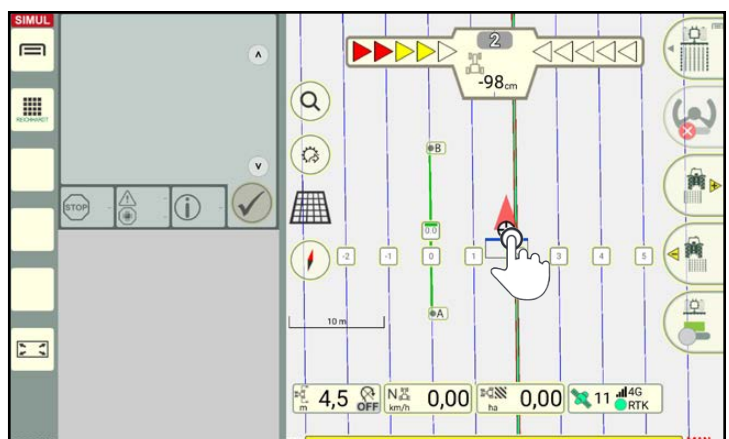 SIMUL
2
-98cm
REICHHARDT
B
STOP
0.0
-2 -1 0 1 3 4 5
A
10 m
m 4,5 OFF N km/h 0,00 ha 0,00 11 4G
RTK